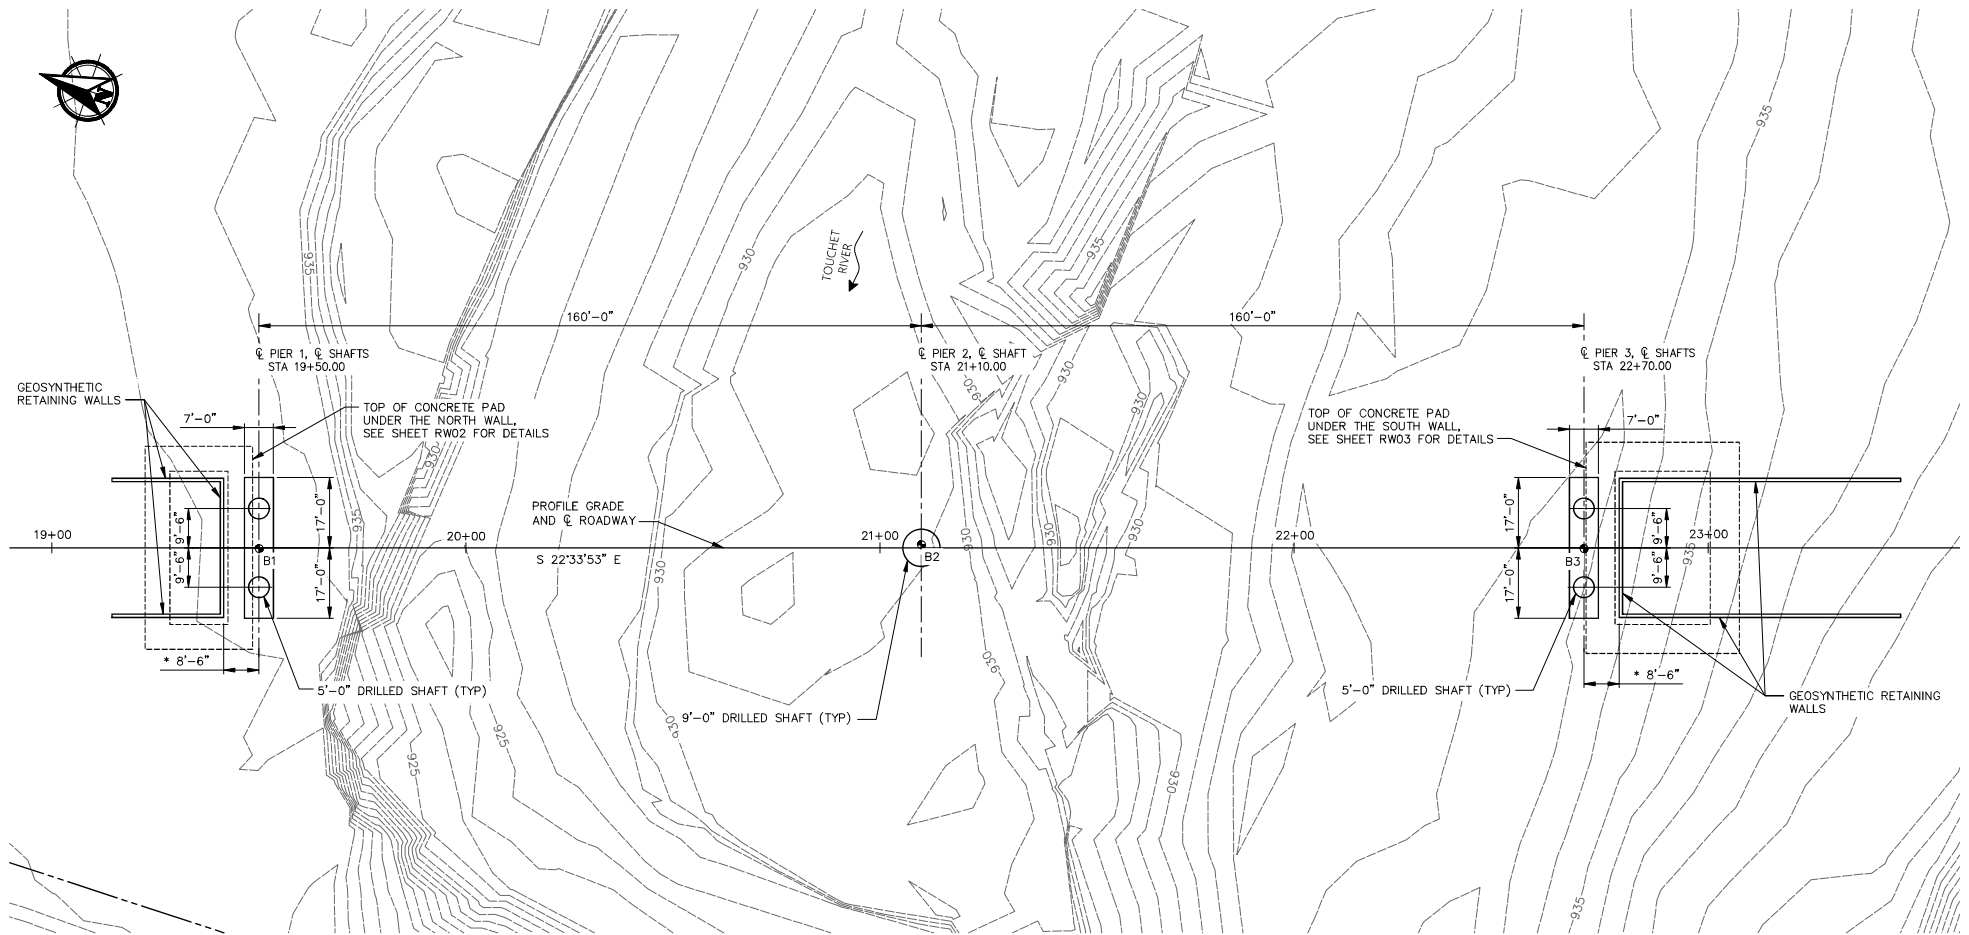 935
935
935
930
TOUCHET
RIVER
160'-0"
160'-0"
℄ PIER 1, ℄ SHAFTS
STA 19+50.00
℄ PIER 2, ℄ SHAFT
STA 21+10.00
℄ PIER 3, ℄ SHAFTS
STA 22+70.00
GEOSYNTHETIC
RETAINING WALLS
7'-0"
TOP OF CONCRETE PAD
UNDER THE NORTH WALL,
SEE SHEET RW02 FOR DETAILS
930
930
930
930
TOP OF CONCRETE PAD
UNDER THE SOUTH WALL,
SEE SHEET RW03 FOR DETAILS
7'-0"
17'-0"
9'-6"
935
PROFILE GRADE
AND ℄ ROADWAY
17'-0"
9'-6"
19+00
20+00
21+00
22+00
23+00
B1
S 22°33'53" E
B2
B3
930
930
930
930
935
9'-6"
17'-0"
17'-0"
9'-6"
* 8'-6"
930
* 8'-6"
5'-0" DRILLED SHAFT (TYP)
9'-0" DRILLED SHAFT (TYP)
5'-0" DRILLED SHAFT (TYP)
GEOSYNTHETIC RETAINING
WALLS
930
925
925
930
935